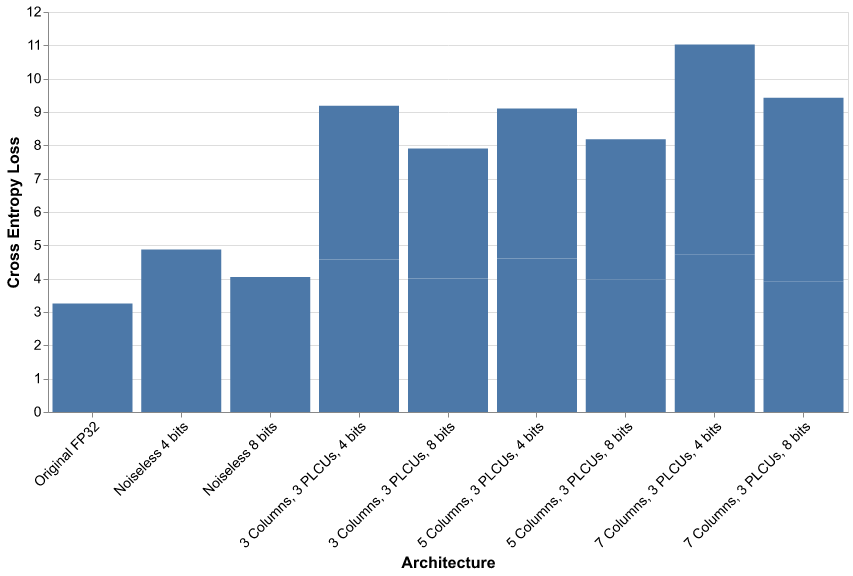 12
11
10
9
8
7
6
5
4
3
2
1
0
Cross Entropy Loss
Original FP32
Noiseless 4 bits
Noiseless 8 bits
3 Columns, 3 PLCUs, 4 bits
3 Columns, 3 PLCUs, 8 bits
5 Columns, 3 PLCUs, 4 bits
5 Columns, 3 PLCUs, 8 bits
7 Columns, 3 PLCUs, 4 bits
7 Columns, 3 PLCUs, 8 bits
Architecture